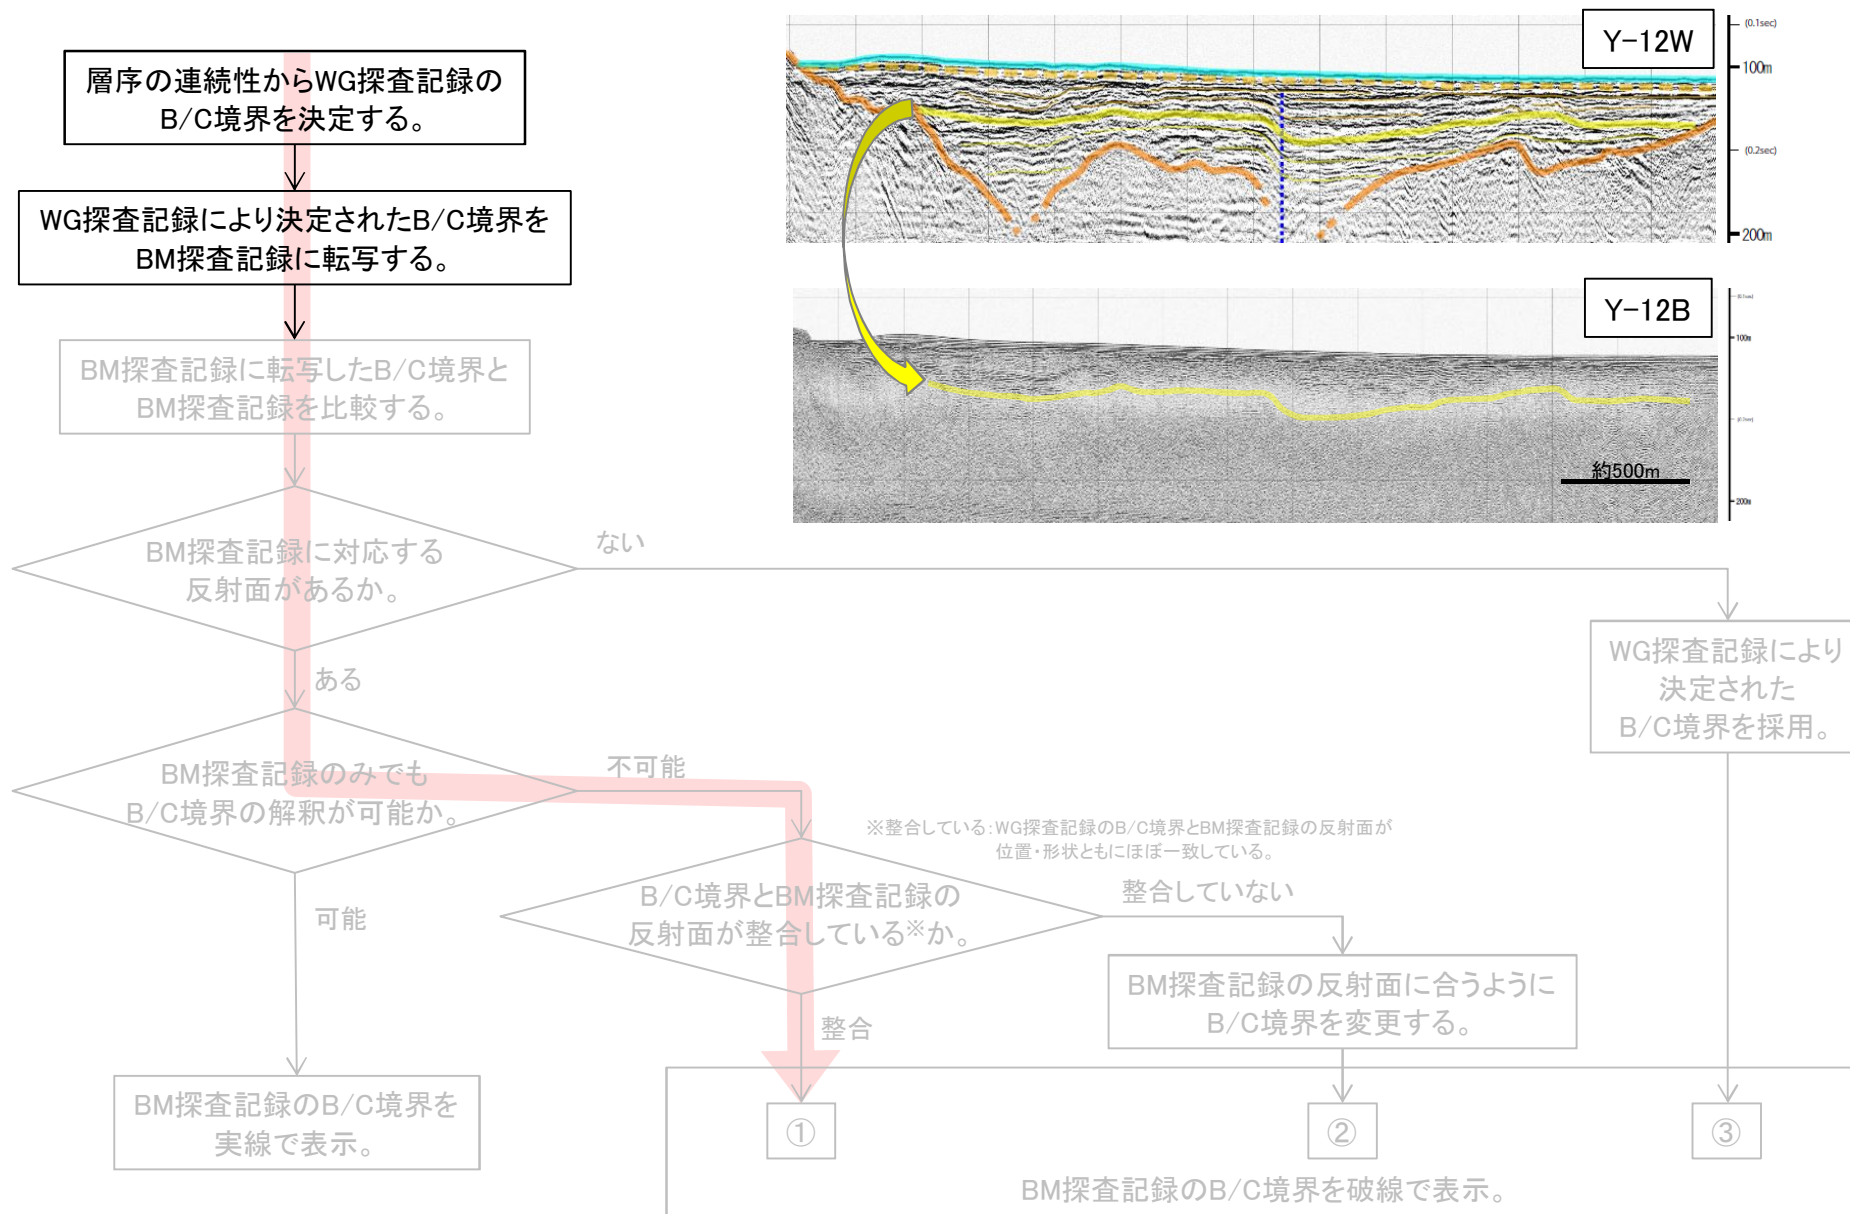 層序の連続性からWG探査記録の
B/C境界を決定する。
WG探査記録により決定されたB/C境界を
BM探査記録に転写する。
BM探査記録に転写したB/C境界と
BM探査記録を比較する。
BM探査記録に対応する
反射面があるか。
ない
ある
BM探査記録のみでも
B/C境界の解釈が可能か。
不可能
可能
※整合している:WG探査記録のB/C境界とBM探査記録の反射面が
位置・形状ともにほぼ一致している。
B/C境界とBM探査記録の
反射面が整合している※か。
整合していない
整合
BM探査記録の反射面に合うように
B/C境界を変更する。
WG探査記録により
決定された
B/C境界を採用。
BM探査記録のB/C境界を
実線で表示。
①
②
③
BM探査記録のB/C境界を破線で表示。
Y-12W
(0.1sec)
100m
(0.2sec)
200m
Y-12B
(0.1sec)
100m
(0.2sec)
200m
約500m